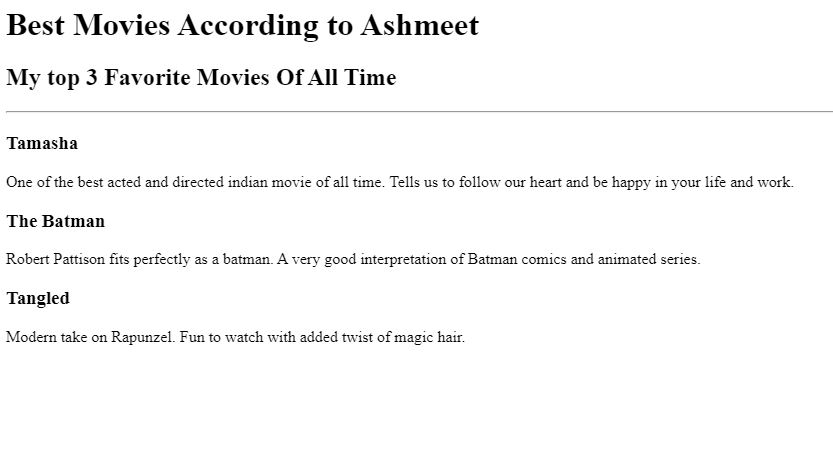 Best Movies According to Ashmeet
My top 3 Favorite Movies Of All Time
Tamasha
One of the best acted and directed indian movie of all time. Tells us to follow our heart and be happy in your life and work.
The Batman
Robert Pattison fits perfectly as a batman. A very good interpretation of Batman comics and animated series.
Tangled
Modern take on Rapunzel. Fun to watch with added twist of magic hair.